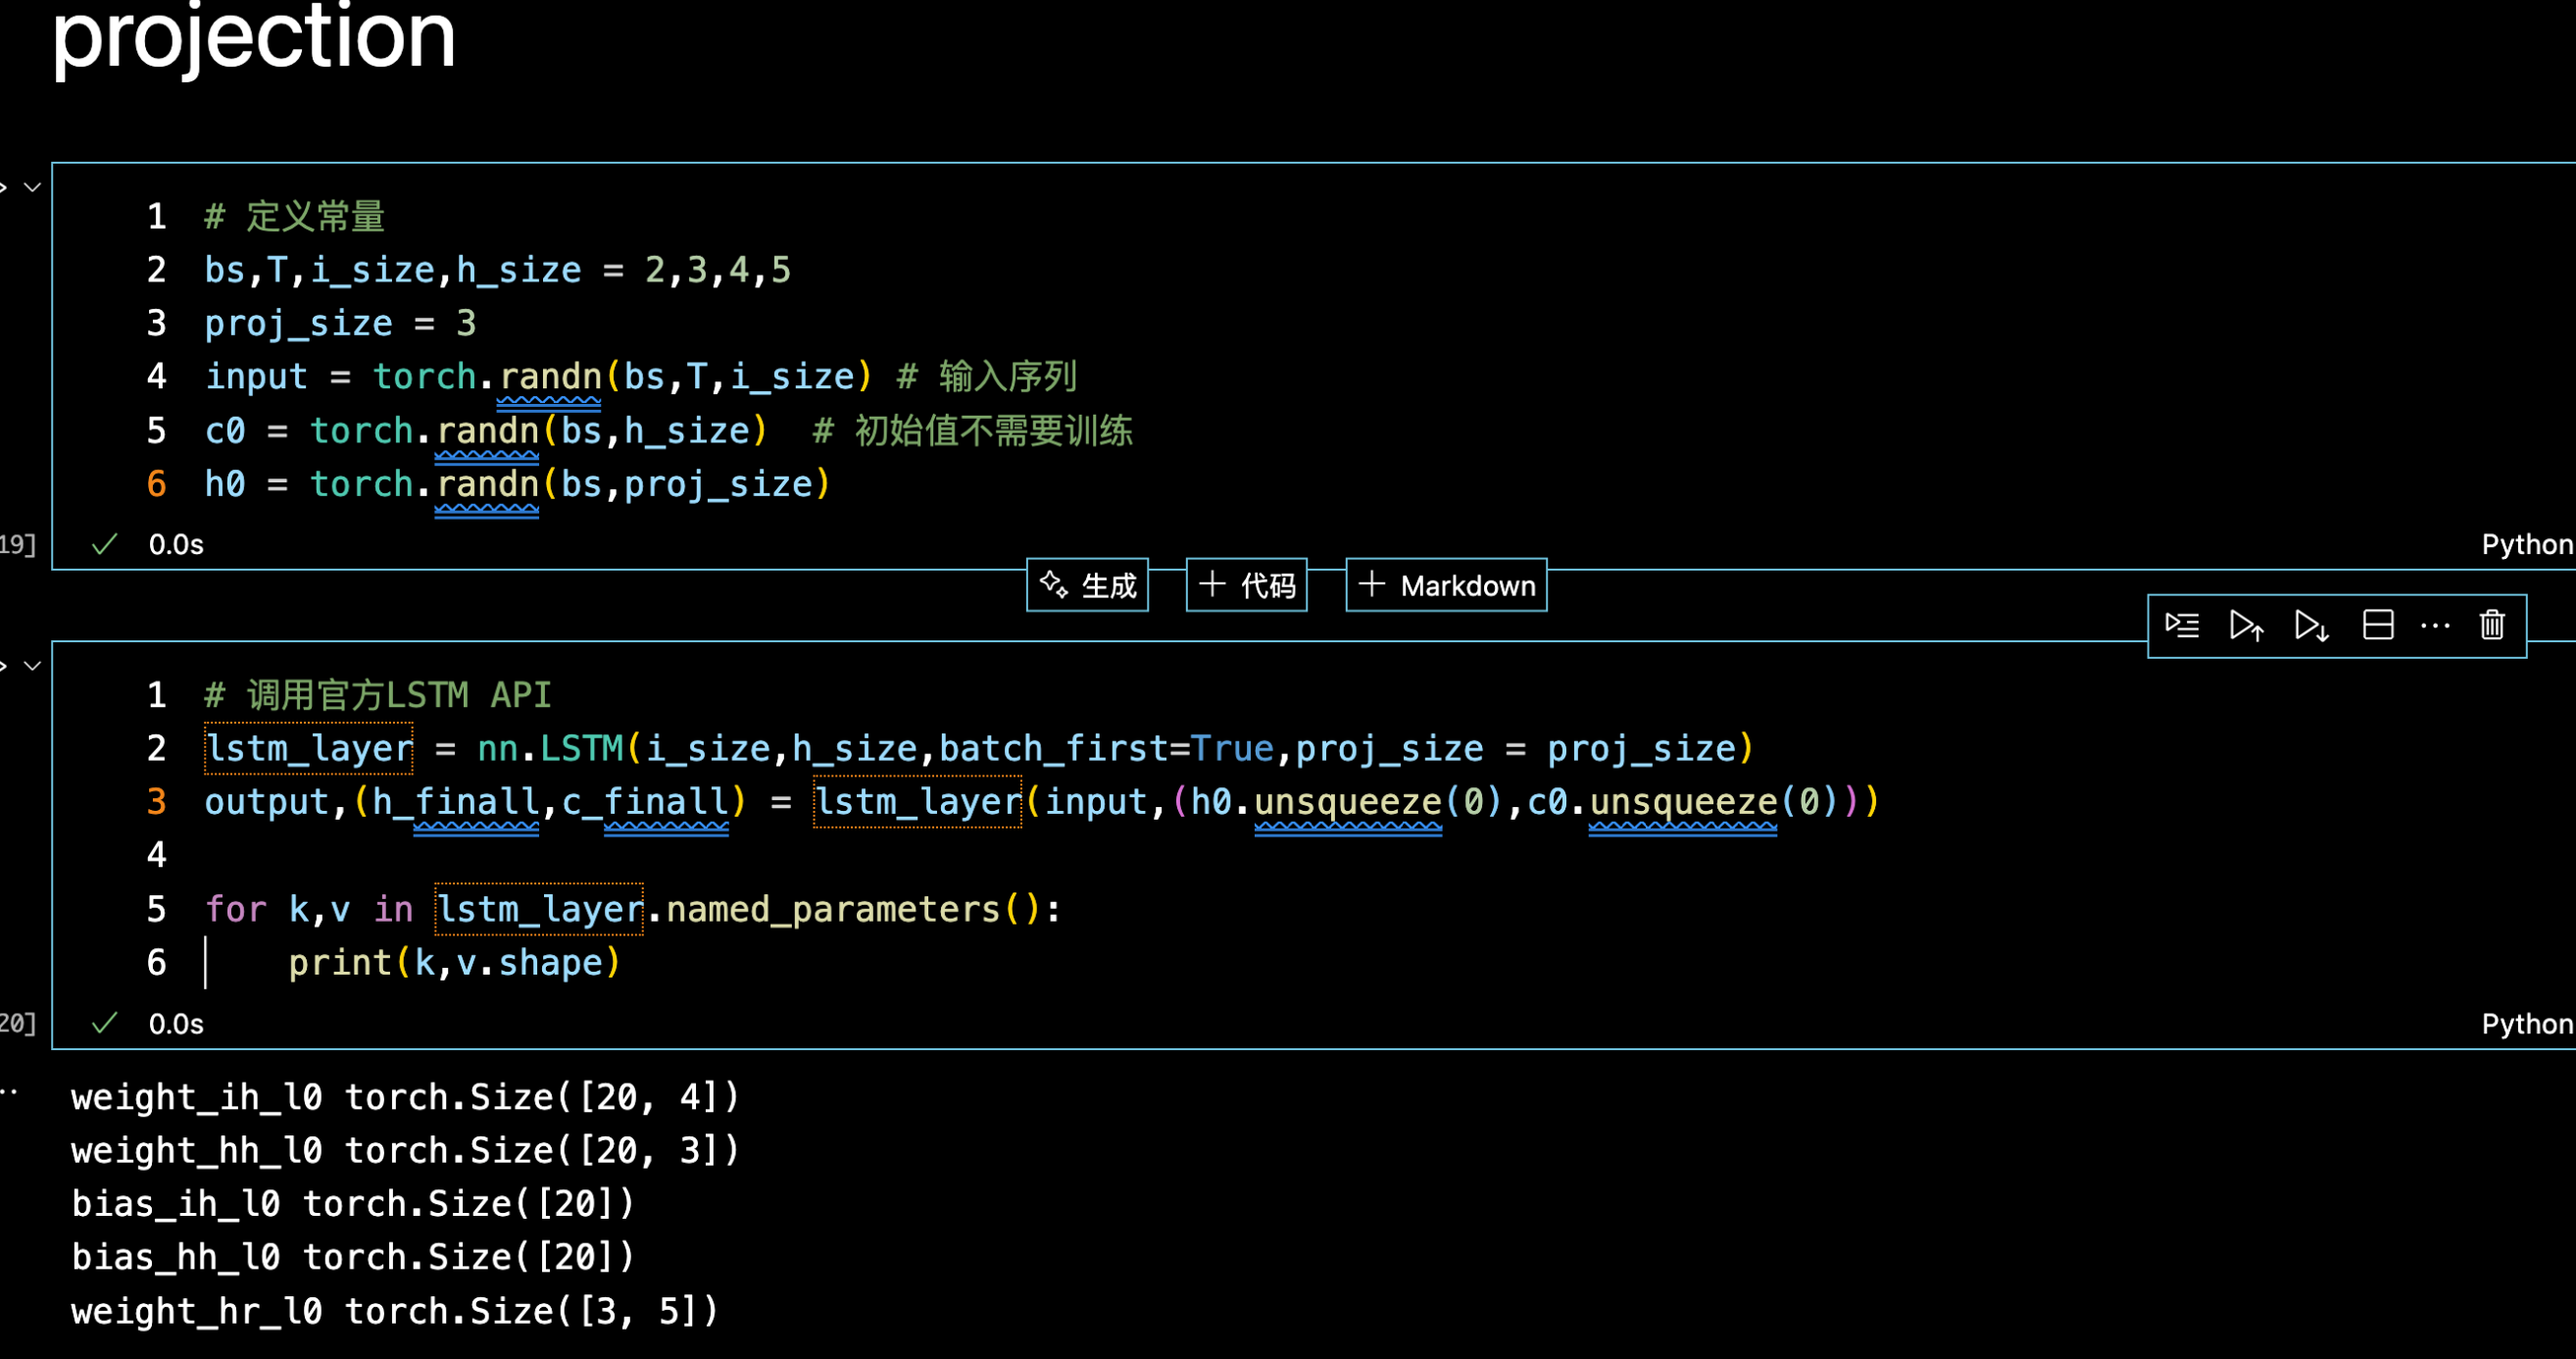 projection
1 # 定义常量
2 bs,T,i_size,h_size = 2,3,4,5
3 proj_size = 3
4 input = torch.randn(bs,T,i_size) # 输入序列
5 c0 = torch.randn(bs,h_size)  # 初始值不需要训练
6 h0 = torch.randn(bs,proj_size)
19] 0.0s Python
生成 代码 Markdown
1 # 调用官方LSTM API
2 lstm_layer = nn.LSTM(i_size,h_size,batch_first=True,proj_size = proj_size)
3 output,(h_finall,c_finall) = lstm_layer(input,(h0.unsqueeze(0),c0.unsqueeze(0)))
4
5 for k,v in lstm_layer.named_parameters():
6     print(k,v.shape)
20] 0.0s Python
weight_ih_l0 torch.Size([20, 4])
weight_hh_l0 torch.Size([20, 3])
bias_ih_l0 torch.Size([20])
bias_hh_l0 torch.Size([20])
weight_hr_l0 torch.Size([3, 5])